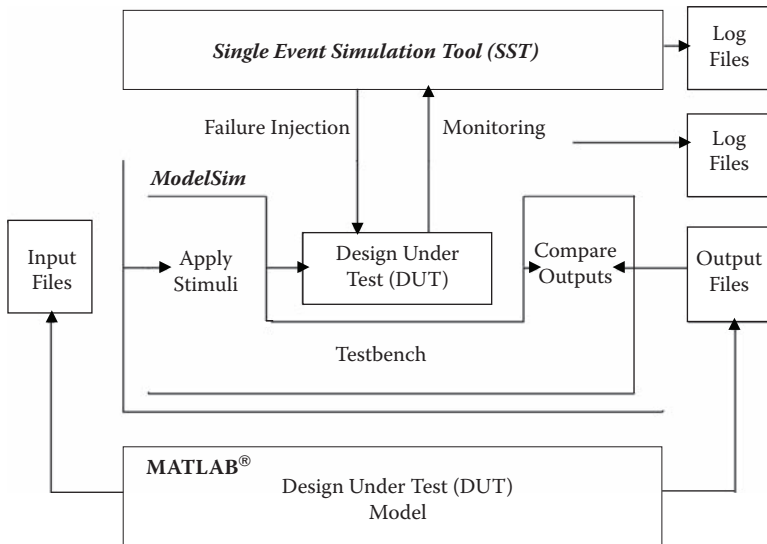 Single Event Simulation Tool (SST)
Log
Files
Failure Injection
Monitoring
Log
Files
ModelSim
Input
Files
Apply
Stimuli
Design Under
Test (DUT)
Compare
Outputs
Output
Files
Testbench
MATLAB®
Design Under Test (DUT)
Model